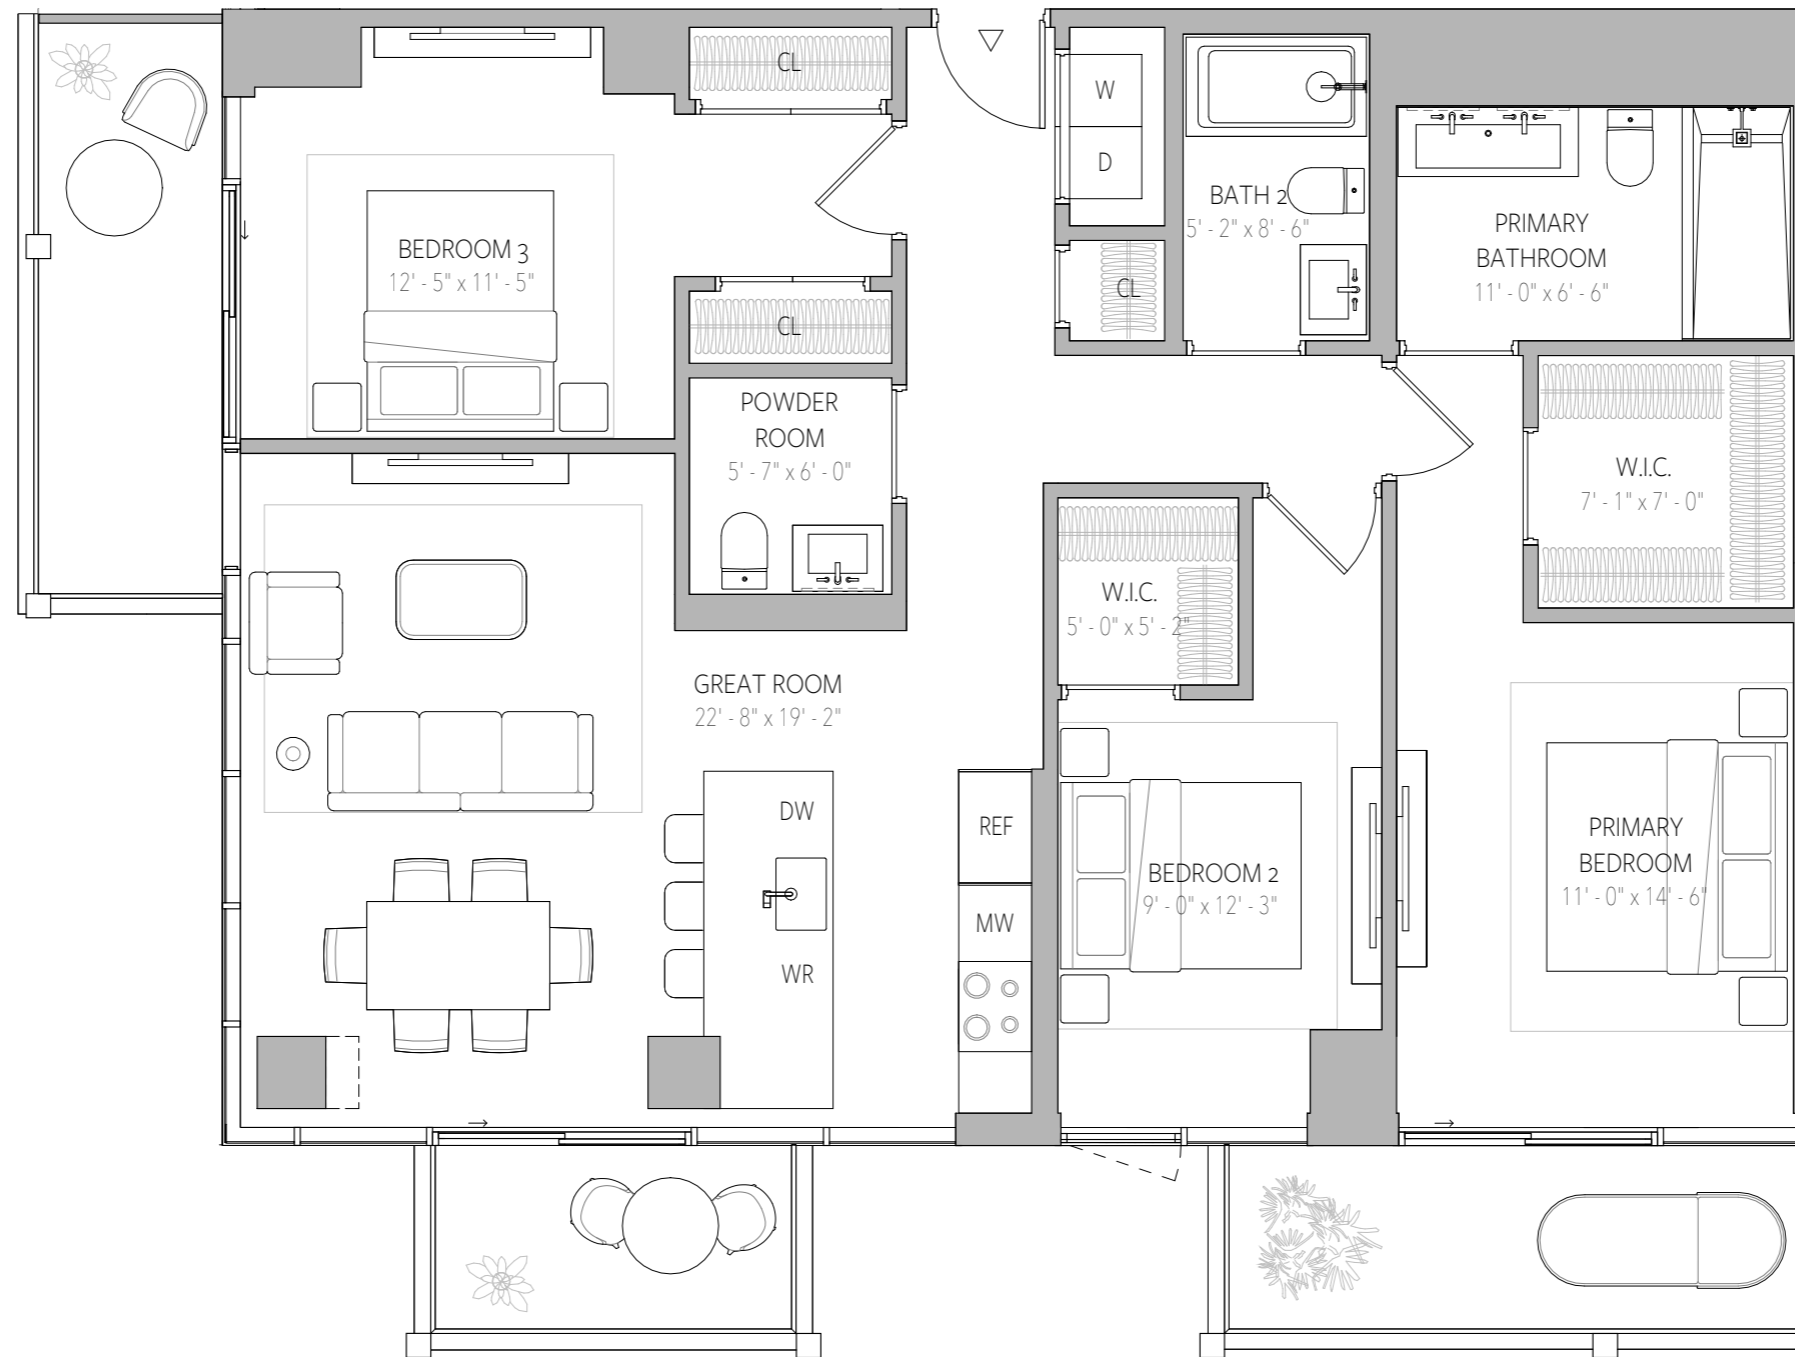 CL
W
D
BATH 2
5' - 2" x 8' - 6"
PRIMARY
BATHROOM
11' - 0" x 6' - 6"
BEDROOM 3
12' - 5" x 11' - 5"
CL
CL
POWDER
ROOM
5' - 7" x 6' - 0"
W.I.C.
7' - 1" x 7' - 0"
W.I.C.
5' - 0" x 5' - 2"
GREAT ROOM
22' - 8" x 19' - 2"
DW
REF
MW
WR
BEDROOM 2
9' - 0" x 12' - 3"
PRIMARY
BEDROOM
11' - 0" x 14' - 6"